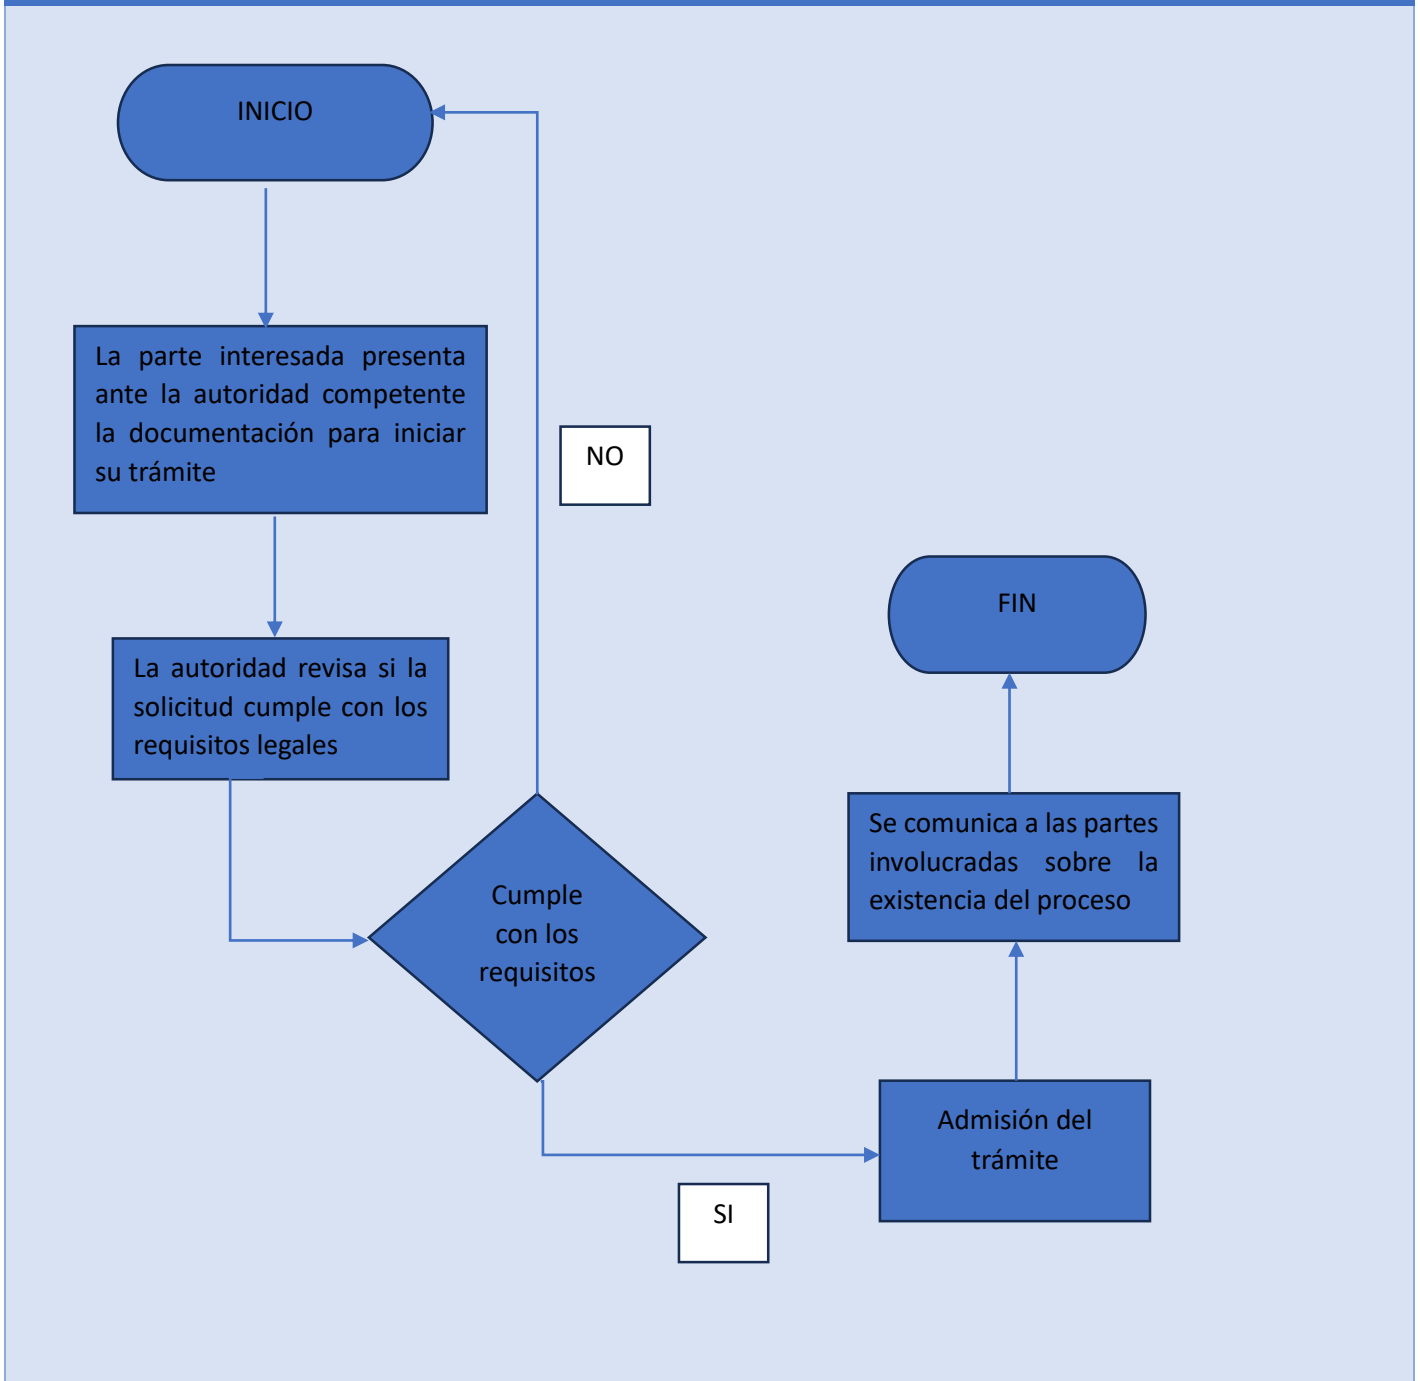 INICIO
La parte interesada presenta
ante la autoridad competente
la documentación para iniciar
su trámite
NO
La autoridad revisa si la
solicitud cumple con los
requisitos legales
Cumple
con los
requisitos
SI
Admisión del
trámite
Se comunica a las partes
involucradas sobre la
existencia del proceso
FIN